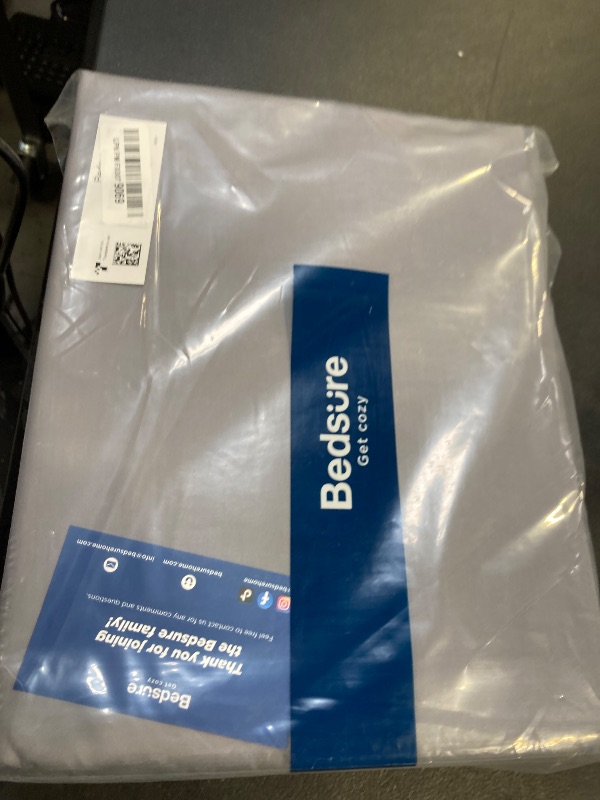 Bedsure
Get cozy
Bedsure
Get cozy
Thank you for joining
the Bedsure family!
Feel free to contact us for any comments and questions.
bedsurehome
bedsurehome.com
info@bedsurehome.com